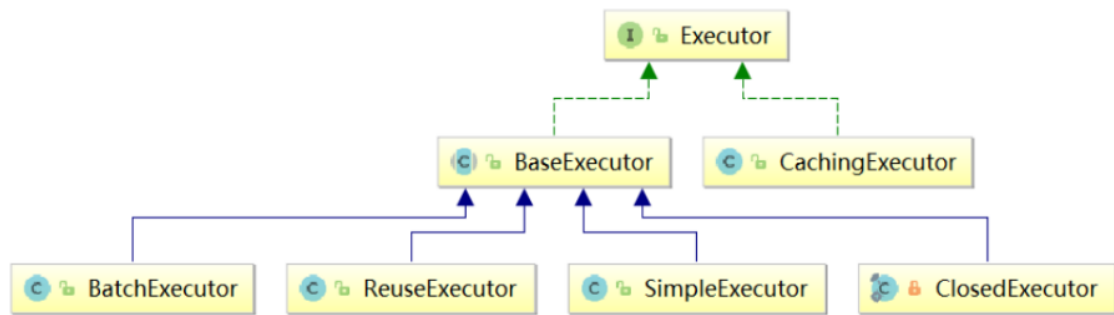 I Executor
C BaseExecutor
C CachingExecutor
C BatchExecutor
C ReuseExecutor
C SimpleExecutor
C ClosedExecutor